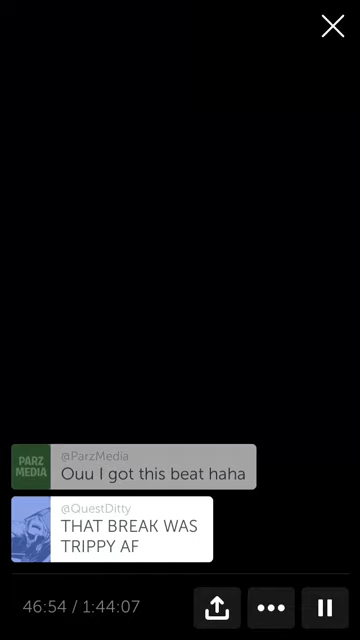 PARZ
MEDIA
@ParzMedia
Ouu I got this beat haha
@QuestDitty
THAT BREAK WAS
TRIPPY AF
46:54 / 1:44:07